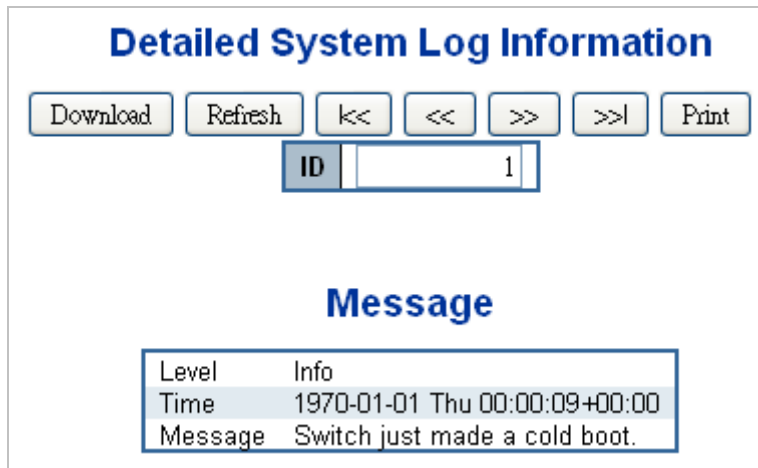 Detailed System Log Information
Download Refresh |<< << >> >>| Print
ID 1
Message
Level Info
Time 1970-01-01 Thu 00:00:09+00:00
Message Switch just made a cold boot.